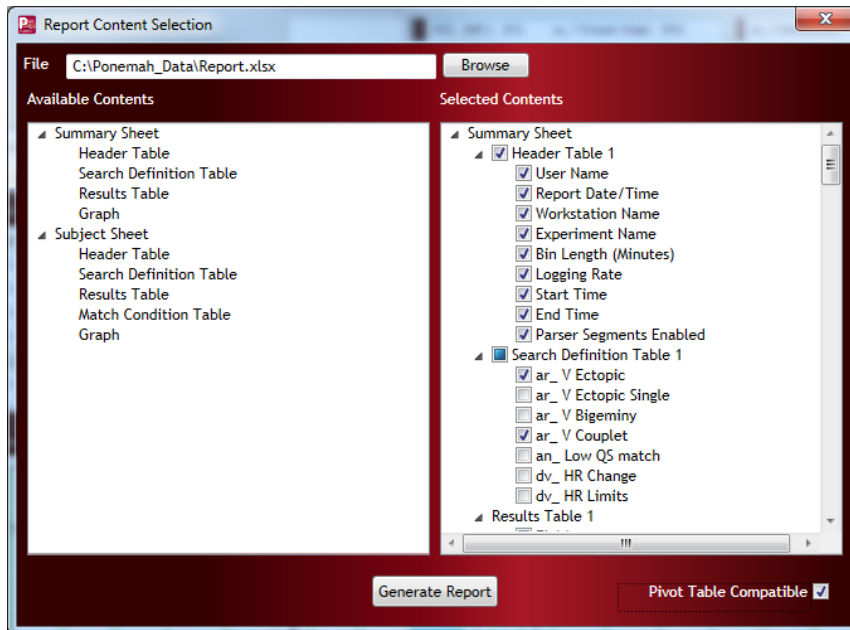 Report Content Selection
File C:\Ponemah_Data\Report.xlsx Browse
Available Contents
Summary Sheet
Header Table
Search Definition Table
Results Table
Graph
Subject Sheet
Header Table
Search Definition Table
Results Table
Match Condition Table
Graph
Selected Contents
Summary Sheet
Header Table 1
User Name
Report Date/Time
Workstation Name
Experiment Name
Bin Length (Minutes)
Logging Rate
Start Time
End Time
Parser Segments Enabled
Search Definition Table 1
ar_ V Ectopic
ar_ V Ectopic Single
ar_ V Bigeminy
ar_ V Couplet
an_ Low QS match
dv_ HR Change
dv_ HR Limits
Results Table 1
Generate Report
Pivot Table Compatible